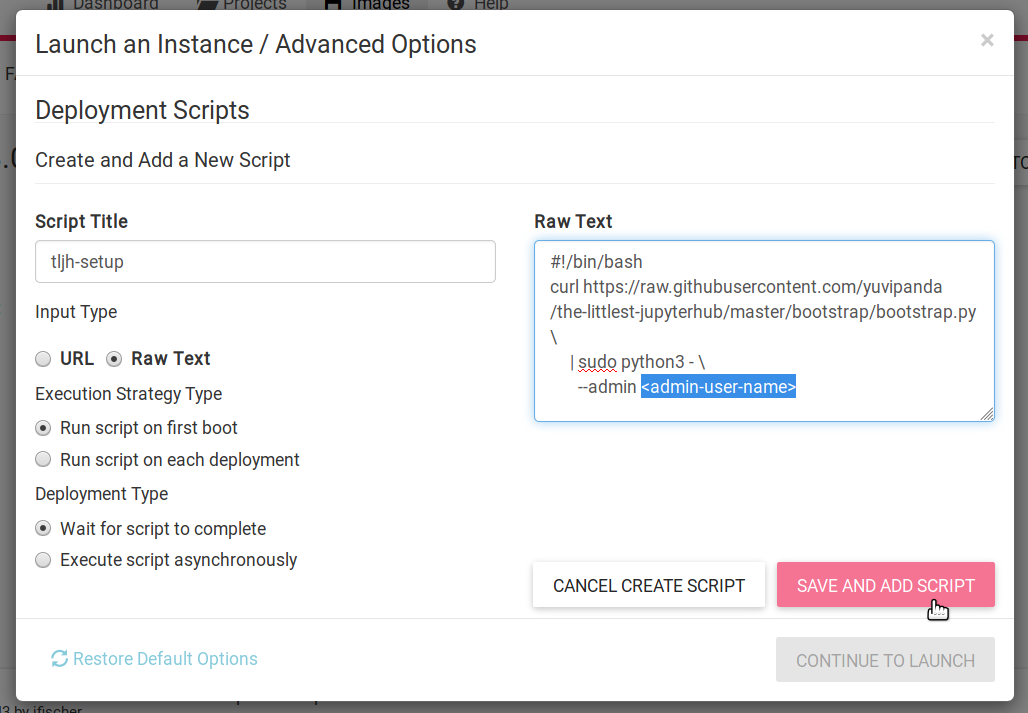 Dashboard Projects Images Help
Launch an Instance / Advanced Options
×
Deployment Scripts
Create and Add a New Script
Script Title
tljh-setup
Input Type
URL Raw Text
Execution Strategy Type
Run script on first boot
Run script on each deployment
Deployment Type
Wait for script to complete
Execute script asynchronously
Raw Text
#!/bin/bash
curl https://raw.githubusercontent.com/yuvipanda
/the-littlest-jupyterhub/master/bootstrap/bootstrap.py
\
| sudo python3 - \
--admin <admin-user-name>
CANCEL CREATE SCRIPT SAVE AND ADD SCRIPT
Restore Default Options
CONTINUE TO LAUNCH
by jfischer